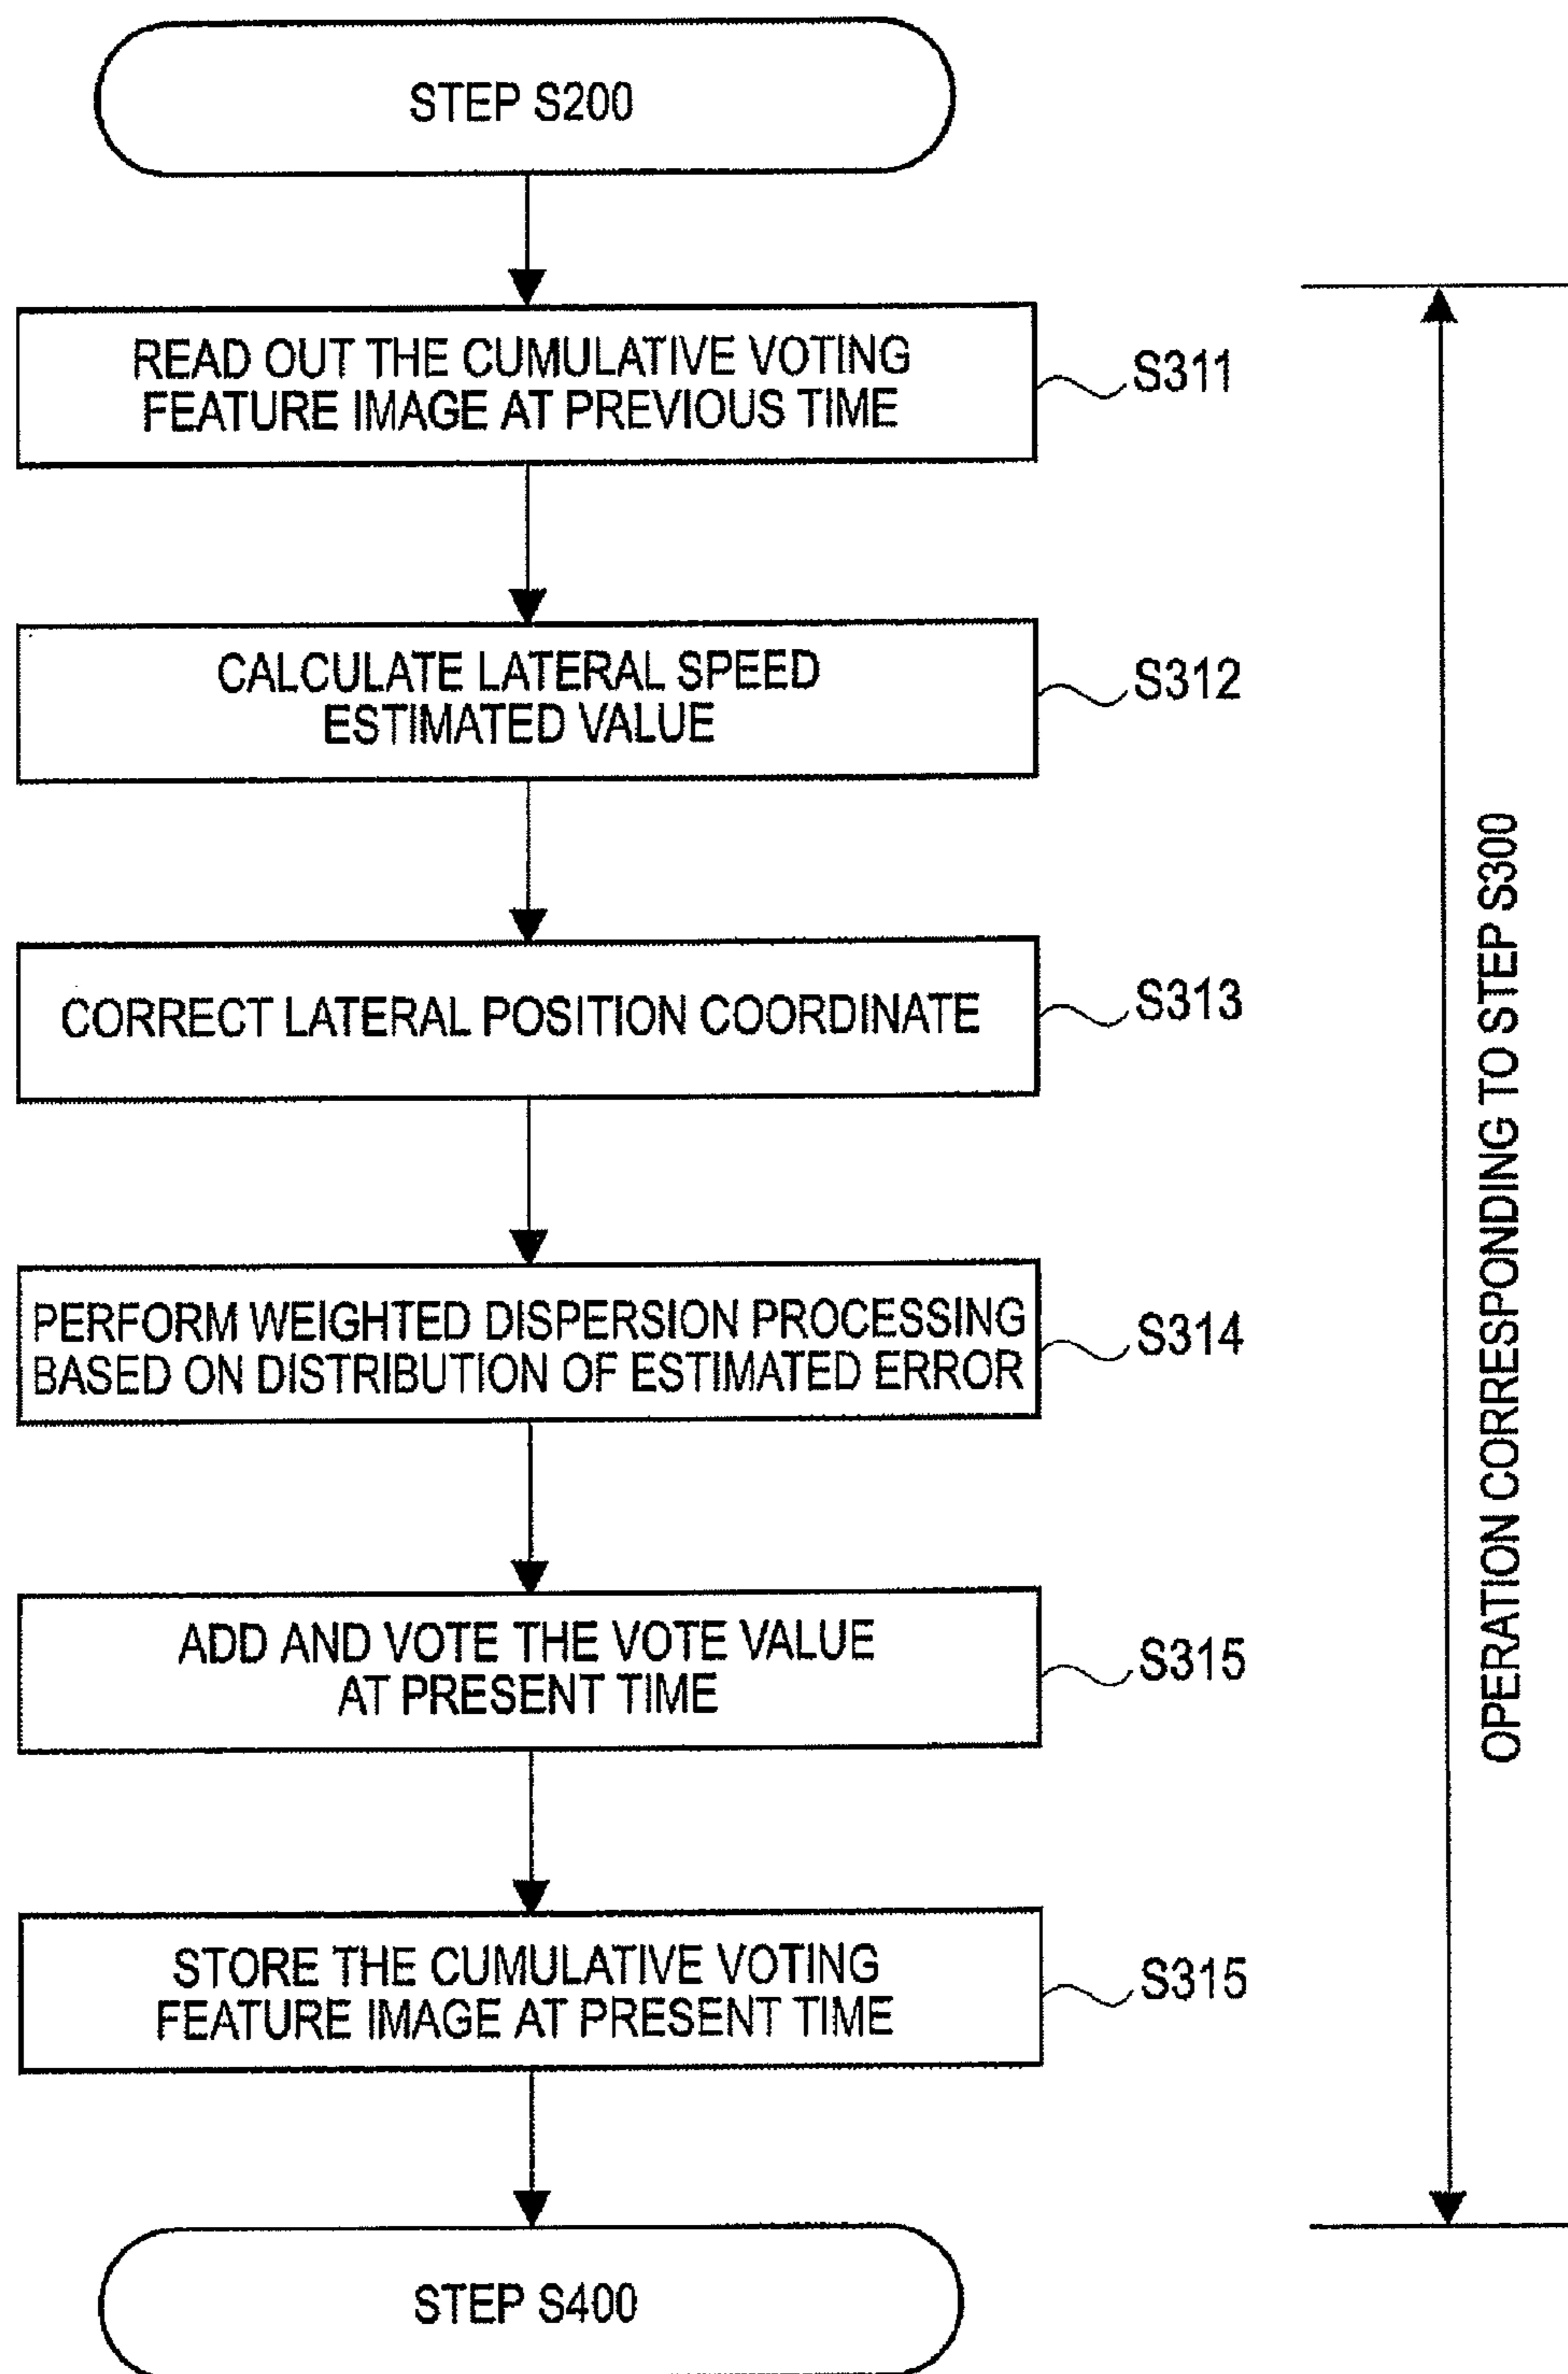 STEP S200
READ OUT THE CUMULATIVE VOTING
FEATURE IMAGE AT PREVIOUS TIME
S311
CALCULATE LATERAL SPEED
ESTIMATED VALUE
S312
CORRECT LATERAL POSITION COORDINATE
S313
PERFORM WEIGHTED DISPERSION PROCESSING
BASED ON DISTRIBUTION OF ESTIMATED ERROR
S314
ADD AND VOTE THE VOTE VALUE
AT PRESENT TIME
S315
STORE THE CUMULATIVE VOTING
FEATURE IMAGE AT PRESENT TIME
S315
STEP S400
OPERATION CORRESPONDING TO STEP S300